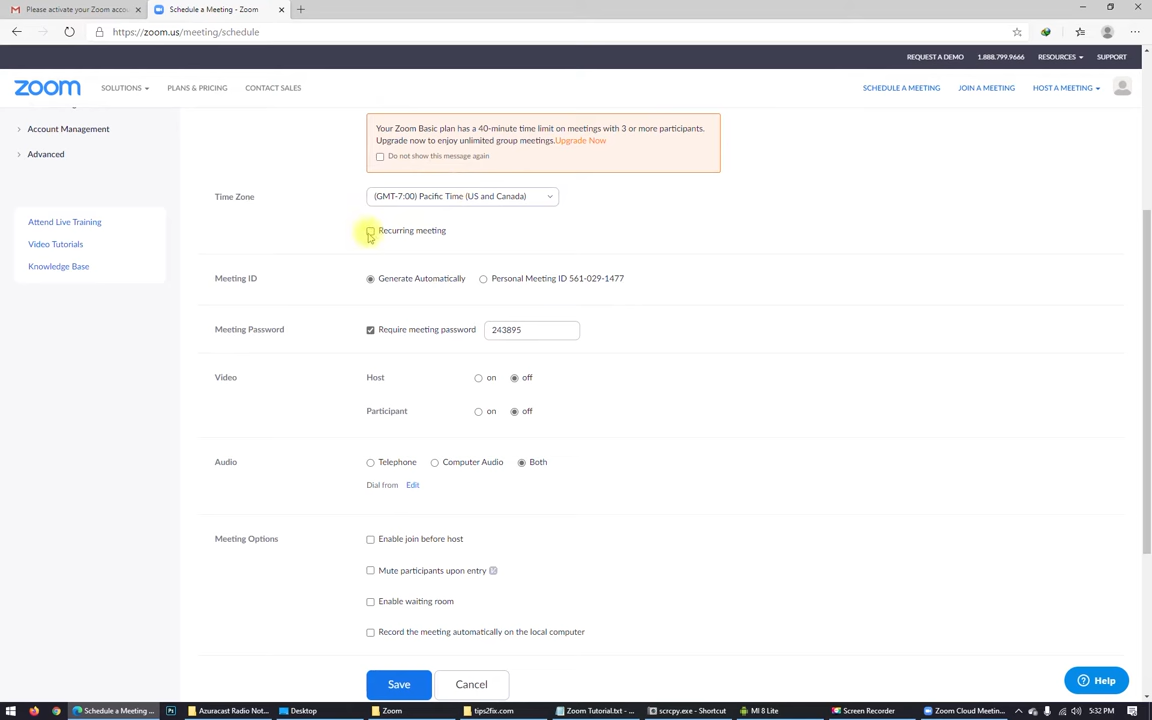 Please activate your Zoom acco
Schedule a Meeting - Zoom
https://zoom.us/meeting/schedule
REQUEST A DEMO 1.888.799.9666 RESOURCES SUPPORT
zoom SOLUTIONS PLANS & PRICING CONTACT SALES SCHEDULE A MEETING JOIN A MEETING HOST A MEETING
Account Management
Advanced
Attend Live Training
Video Tutorials
Knowledge Base
Your Zoom Basic plan has a 40-minute time limit on meetings with 3 or more participants.
Upgrade now to enjoy unlimited group meetings.Upgrade Now
Do not show this message again
Time Zone (GMT-7:00) Pacific Time (US and Canada)
Recurring meeting
Meeting ID Generate Automatically Personal Meeting ID 561-029-1477
Meeting Password Require meeting password 243895
Video Host on off
Participant on off
Audio Telephone Computer Audio Both
Dial from Edit
Meeting Options Enable join before host
Mute participants upon entry
Enable waiting room
Record the meeting automatically on the local computer
Save Cancel
Help
Schedule a Meeting ... Azuracast Radio Not... Desktop Zoom tips2fix.com Zoom Tutorial.txt - ... scrcpy.exe - Shortcut MI 8 Lite Screen Recorder Zoom Cloud Meetin... 5:32 PM